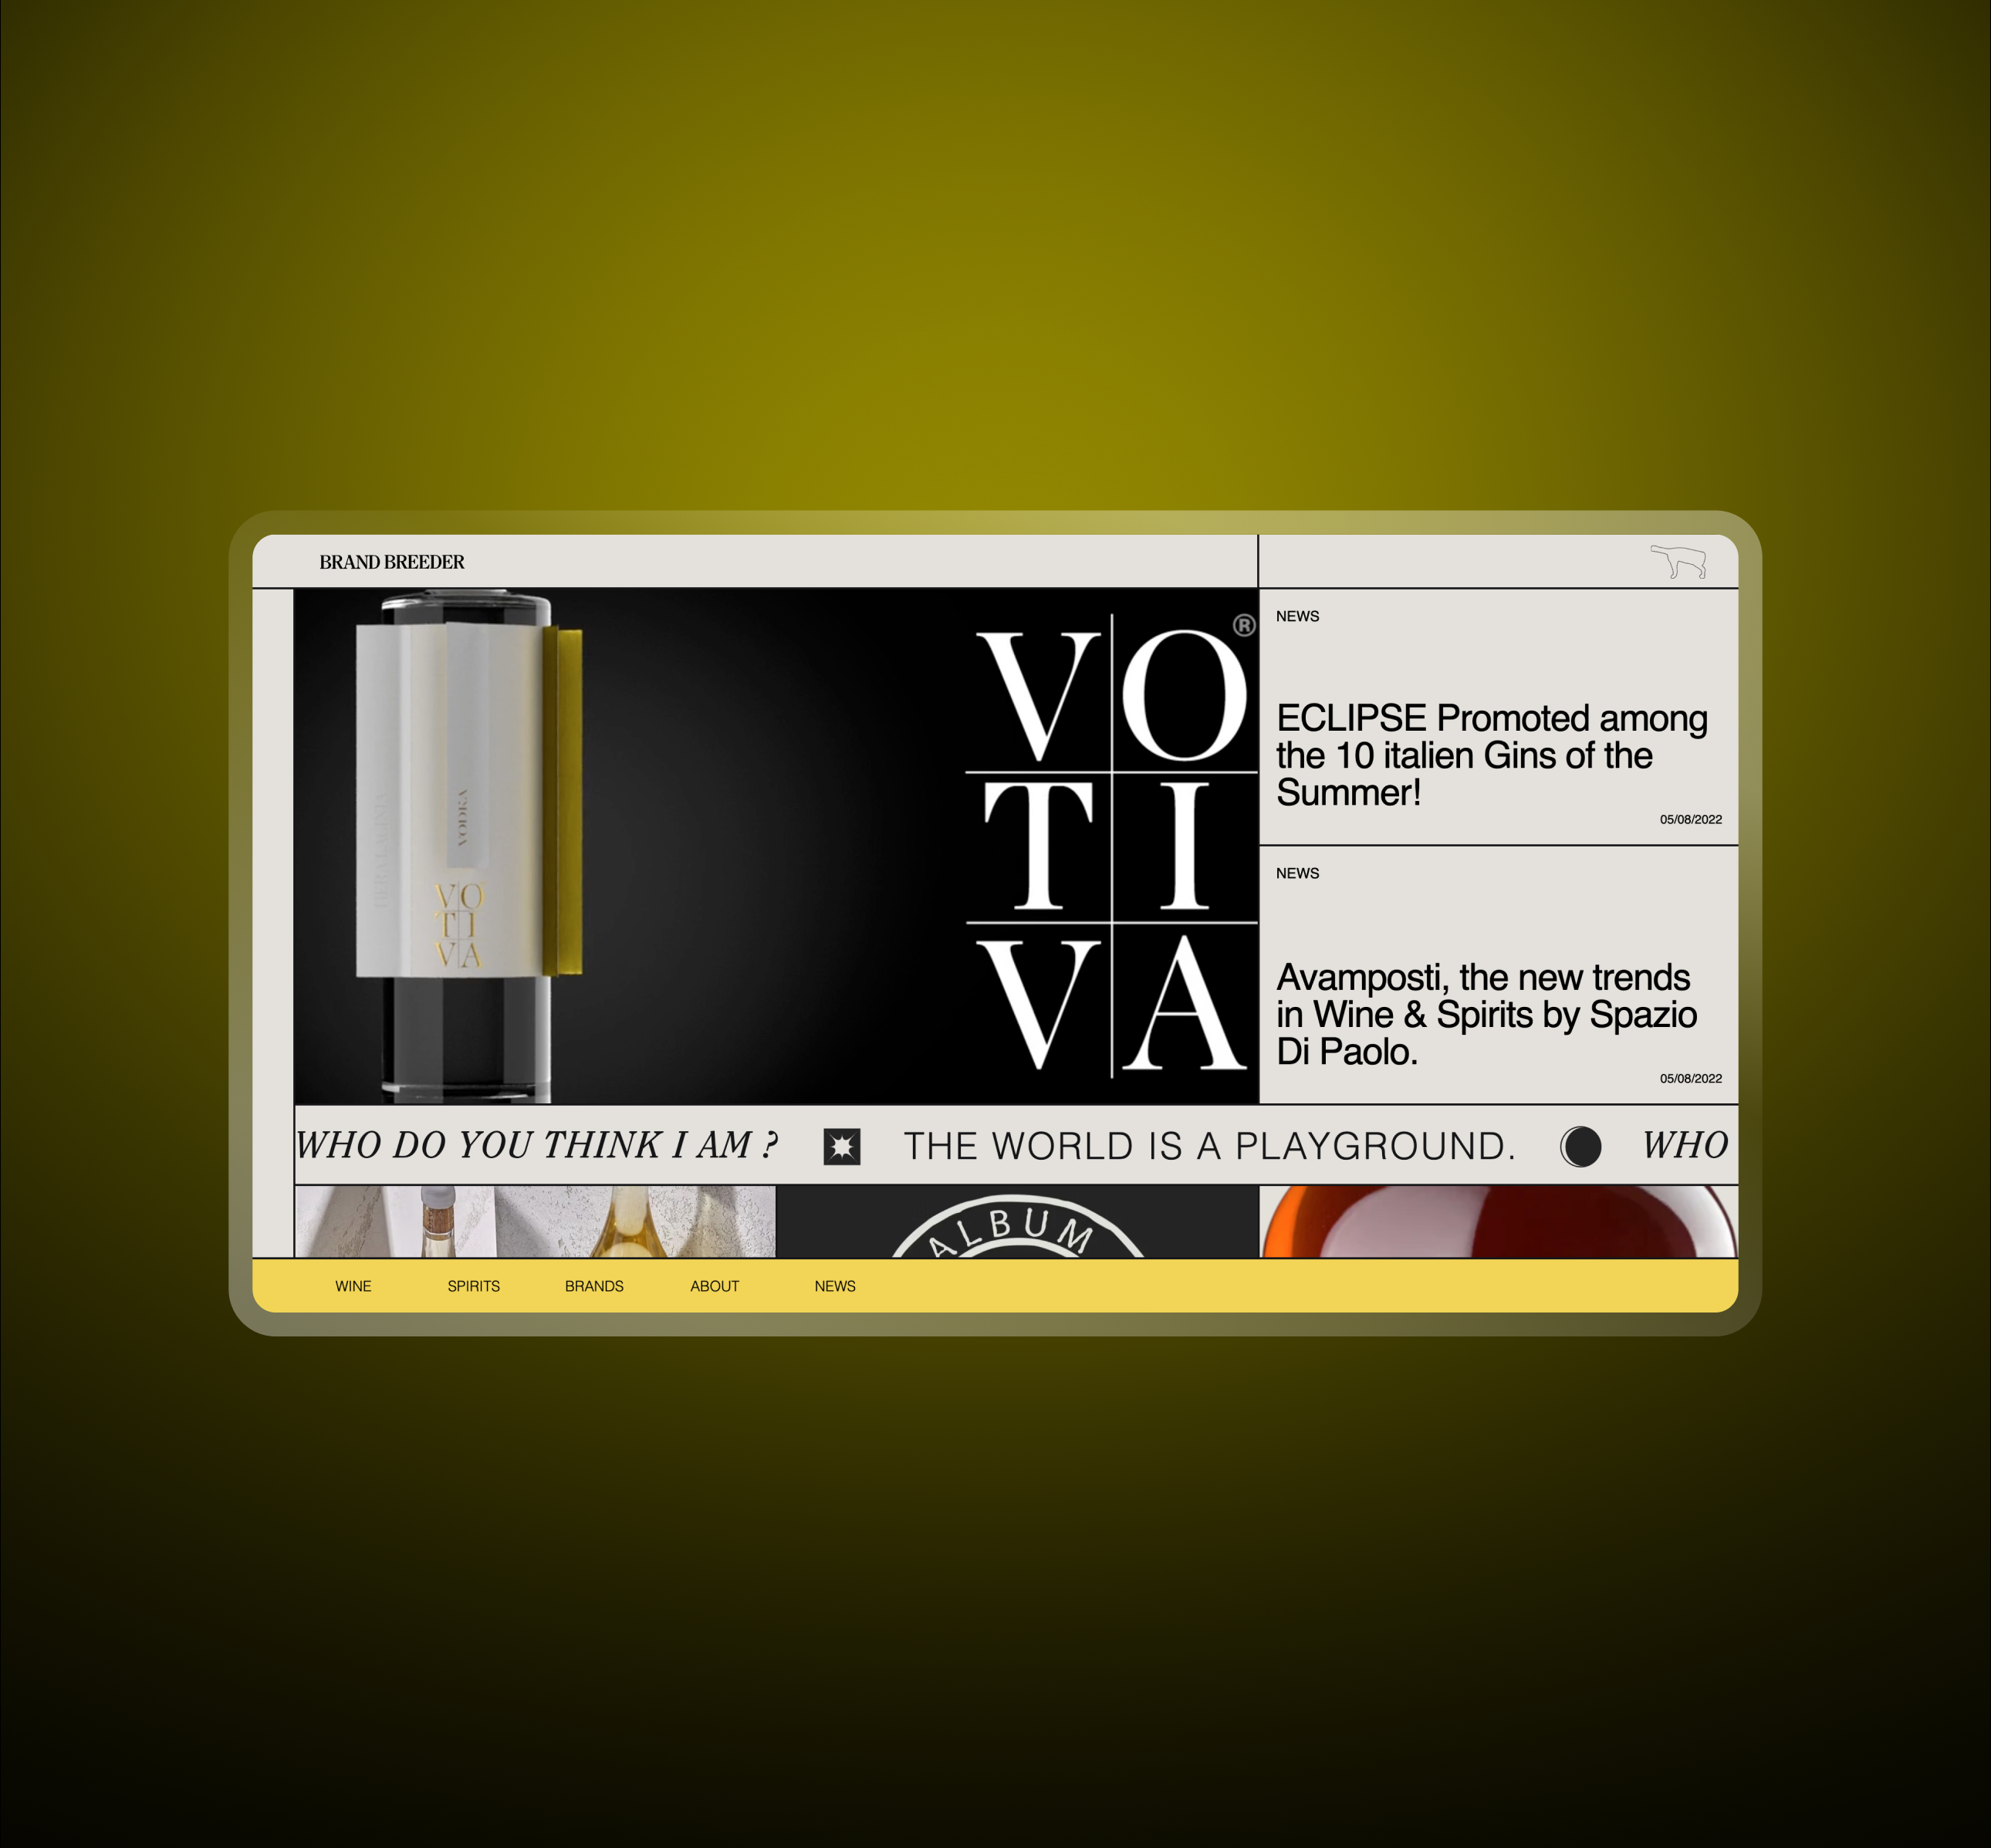 BRAND BREEDER
VODKA
VO
TI
VA
VO®
TI
VA
NEWS
ECLIPSE Promoted among
the 10 italien Gins of the
Summer!
05/08/2022
NEWS
Avamposti, the new trends
in Wine & Spirits by Spazio
Di Paolo.
05/08/2022
WHO DO YOU THINK I AM ? THE WORLD IS A PLAYGROUND. WHO
ALBUM
WINE SPIRITS BRANDS ABOUT NEWS